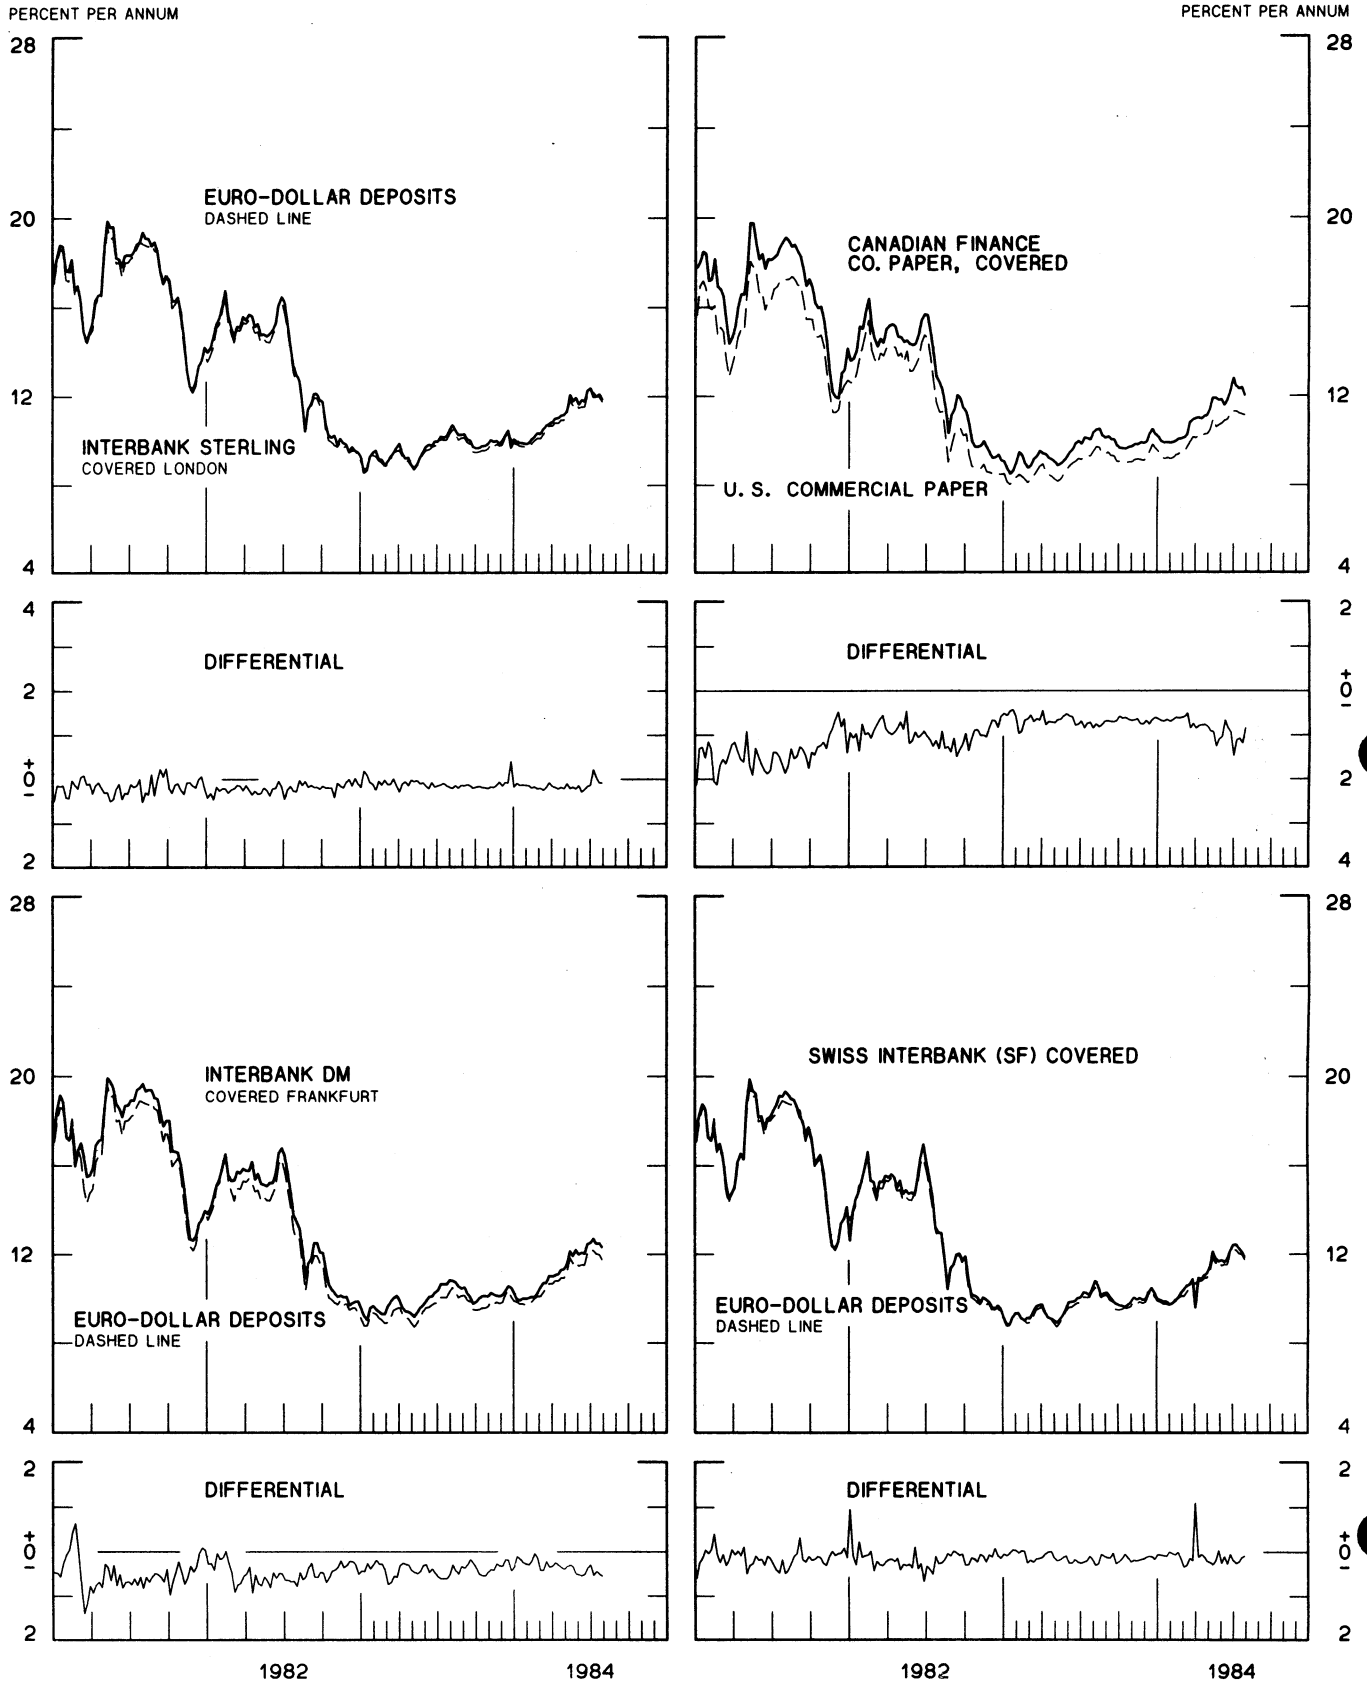 PERCENT PER ANNUM
PERCENT PER ANNUM
28
20
12
4
EURO-DOLLAR DEPOSITS
DASHED LINE
INTERBANK STERLING
COVERED LONDON
28
20
12
4
CANADIAN FINANCE
CO. PAPER, COVERED
U. S. COMMERCIAL PAPER
4
2
+
0
–
2
DIFFERENTIAL
2
+
0
–
2
4
DIFFERENTIAL
28
20
12
4
INTERBANK DM
COVERED FRANKFURT
EURO-DOLLAR DEPOSITS
DASHED LINE
28
20
12
4
SWISS INTERBANK (SF) COVERED
EURO-DOLLAR DEPOSITS
DASHED LINE
2
+
0
–
2
DIFFERENTIAL
2
+
0
–
2
DIFFERENTIAL
1982
1984
1982
1984